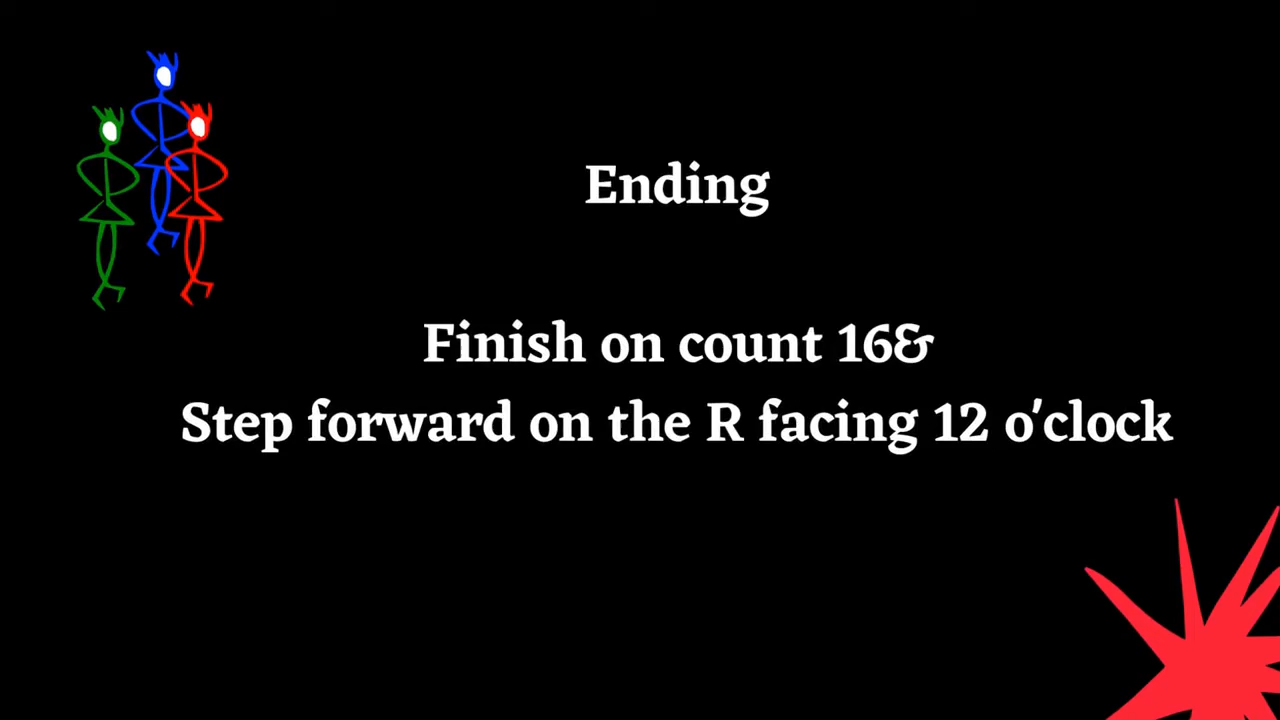 Ending
Finish on count 16&
Step forward on the R facing 12 o'clock